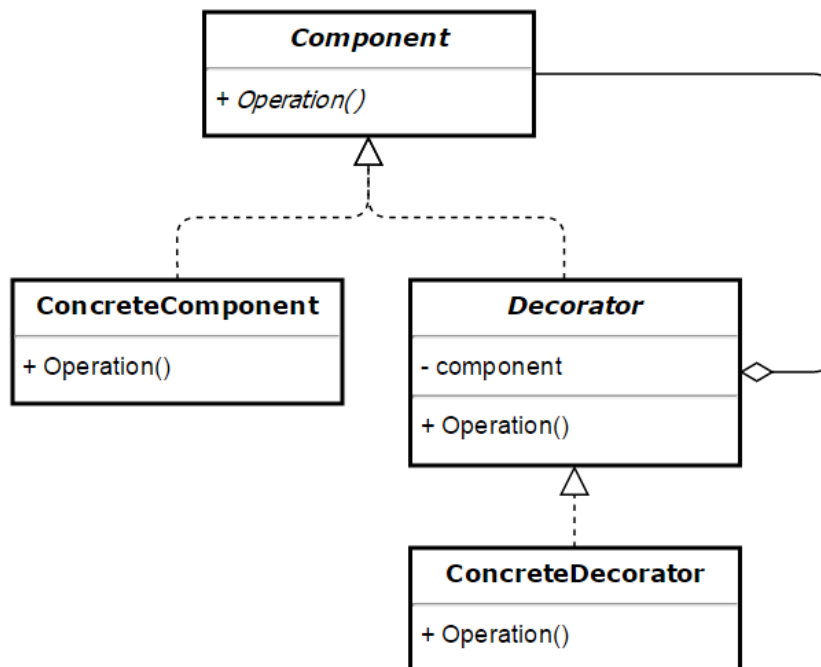 Component
+ Operation()
ConcreteComponent
+ Operation()
Decorator
- component
+ Operation()
ConcreteDecorator
+ Operation()